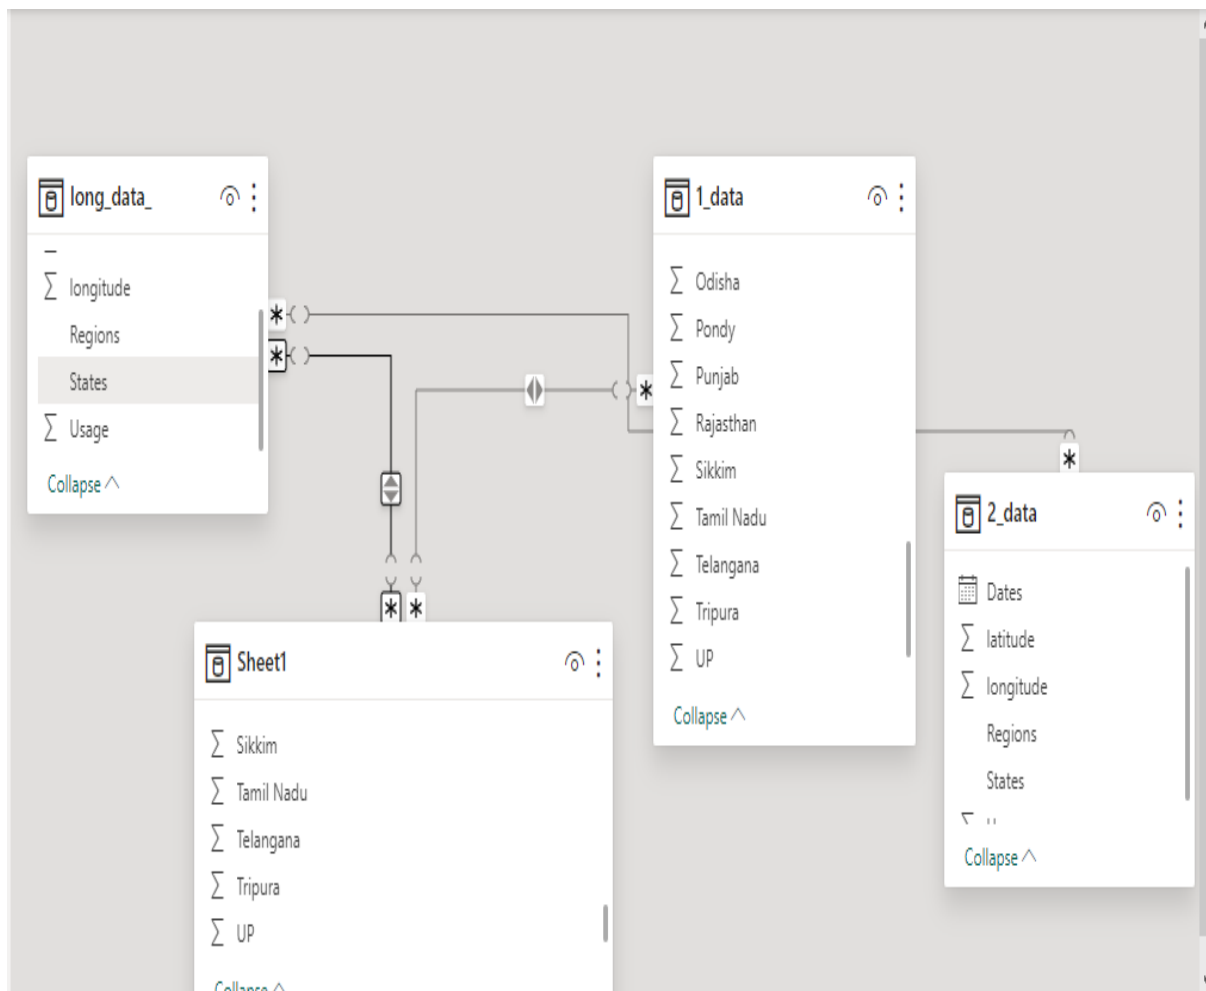 long_data_
longitude
Regions
States
Usage
Collapse
1_data
Odisha
Pondy
Punjab
Rajasthan
Sikkim
Tamil Nadu
Telangana
Tripura
UP
Collapse
2_data
Dates
latitude
longitude
Regions
States
Collapse
Sheet1
Sikkim
Tamil Nadu
Telangana
Tripura
UP
Collapse